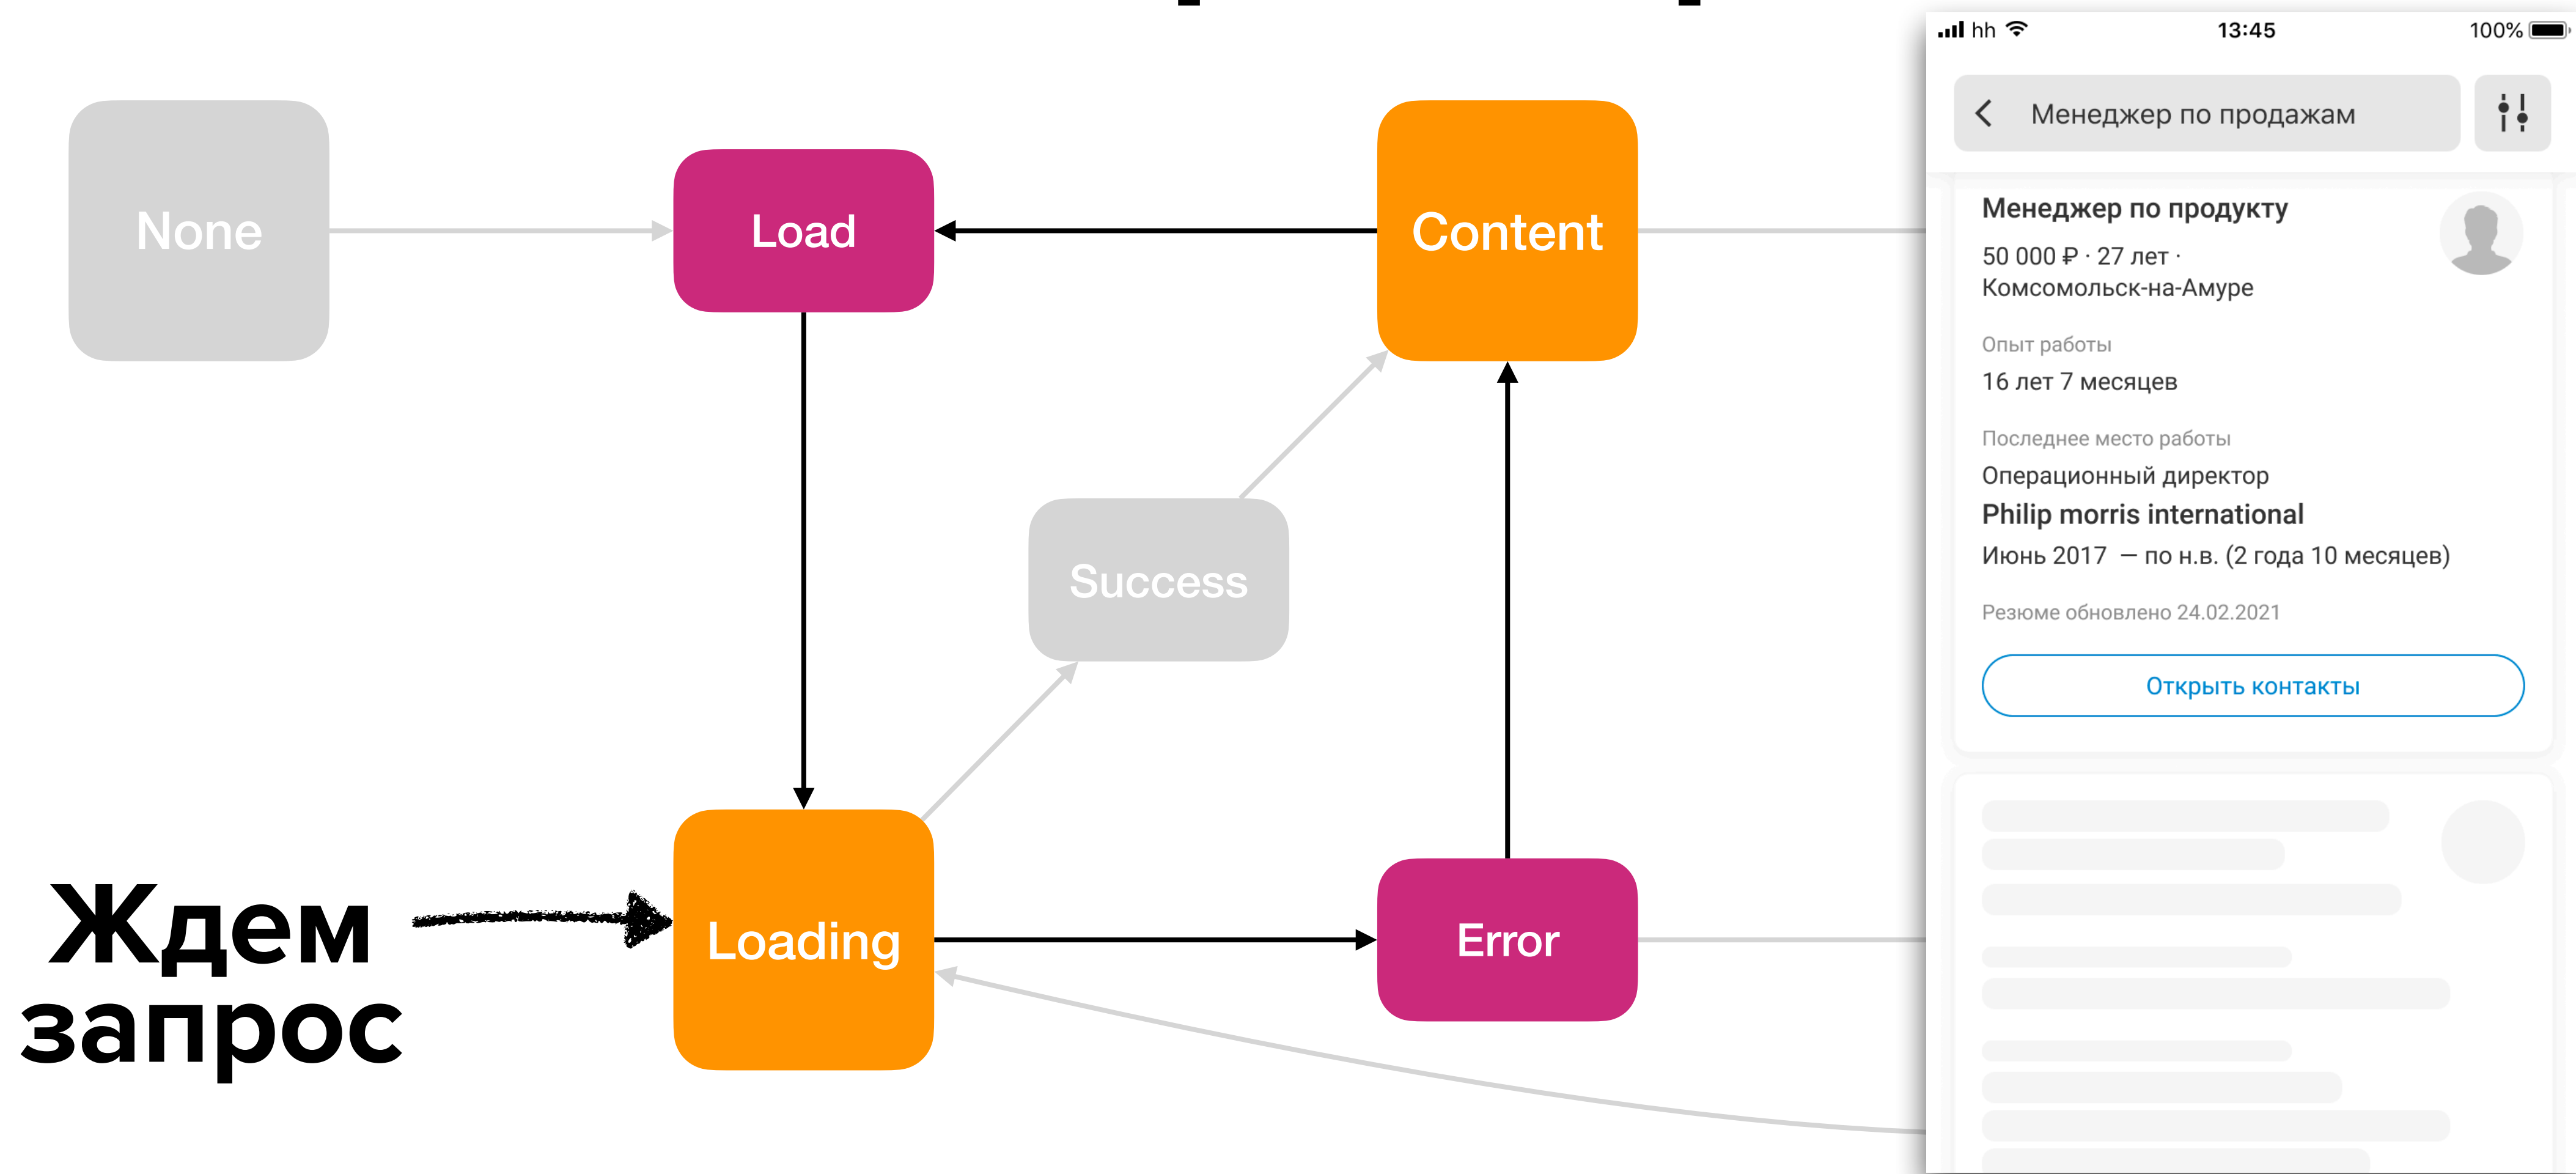 None
Load
Content
Success
Ждем
запрос
Loading
Error
hh
13:45
100%
Менеджер по продажам
Менеджер по продукту
50 000 ₽ · 27 лет ·
Комсомольск-на-Амуре
Опыт работы
16 лет 7 месяцев
Последнее место работы
Операционный директор
Philip morris international
Июнь 2017 — по н.в. (2 года 10 месяцев)
Резюме обновлено 24.02.2021
Открыть контакты